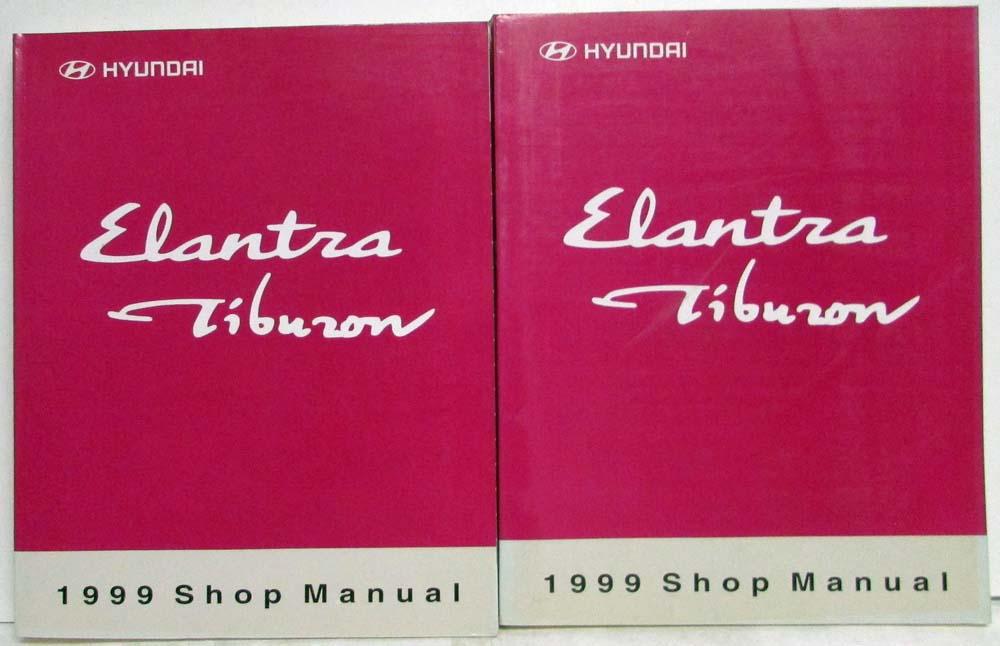 HYUNDAI
Elantra
Tiburon
1999 Shop Manual
HYUNDAI
Elantra
Tiburon
1999 Shop Manual